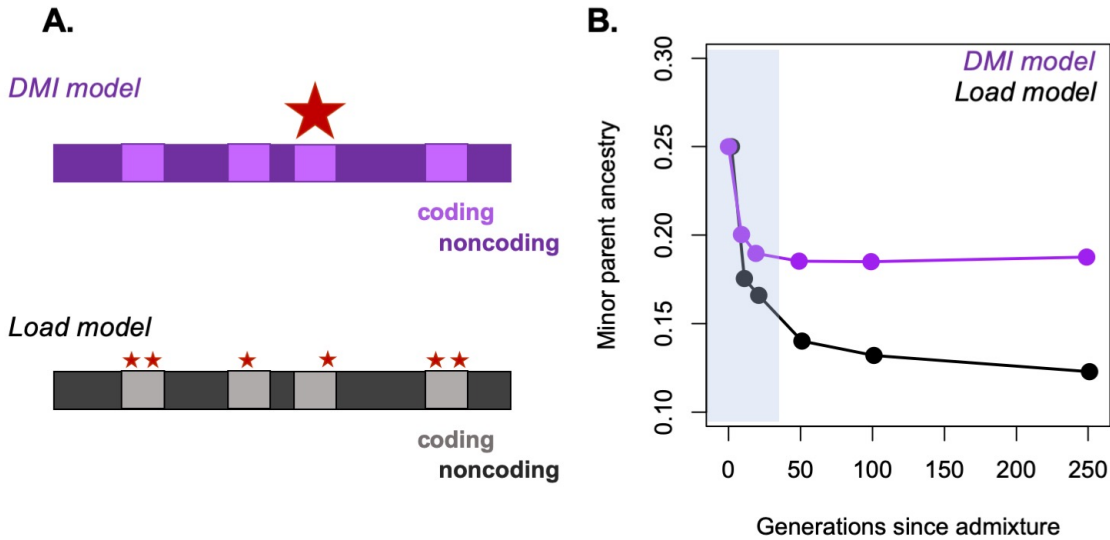 A.
DMI model
coding
noncoding
Load model
coding
noncoding
B.
DMI model
Load model
Minor parent ancestry
0.30
0.25
0.20
0.15
0.10
0 50 100 150 200 250
Generations since admixture